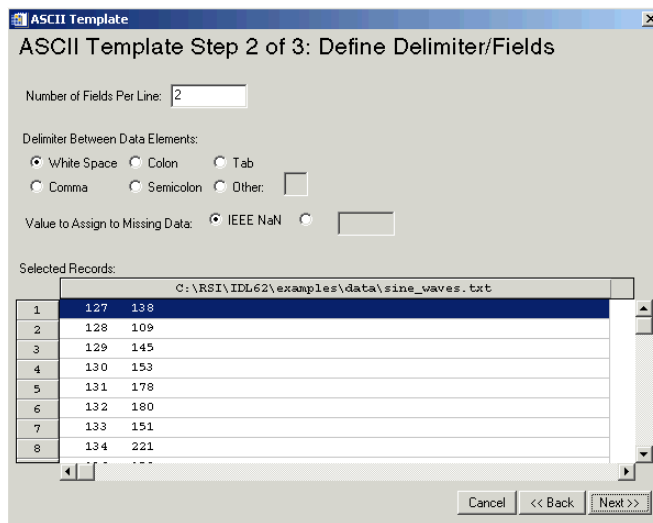 ASCII Template
ASCII Template Step 2 of 3: Define Delimiter/Fields
Number of Fields Per Line: 2
Delimiter Between Data Elements:
White Space Colon Tab
Comma Semicolon Other:
Value to Assign to Missing Data: IEEE NaN
Selected Records:
C:\RSI\IDL62\examples\data\sine_waves.txt
1 127 138
2 128 109
3 129 145
4 130 153
5 131 178
6 132 180
7 133 151
8 134 221
Cancel << Back Next >>